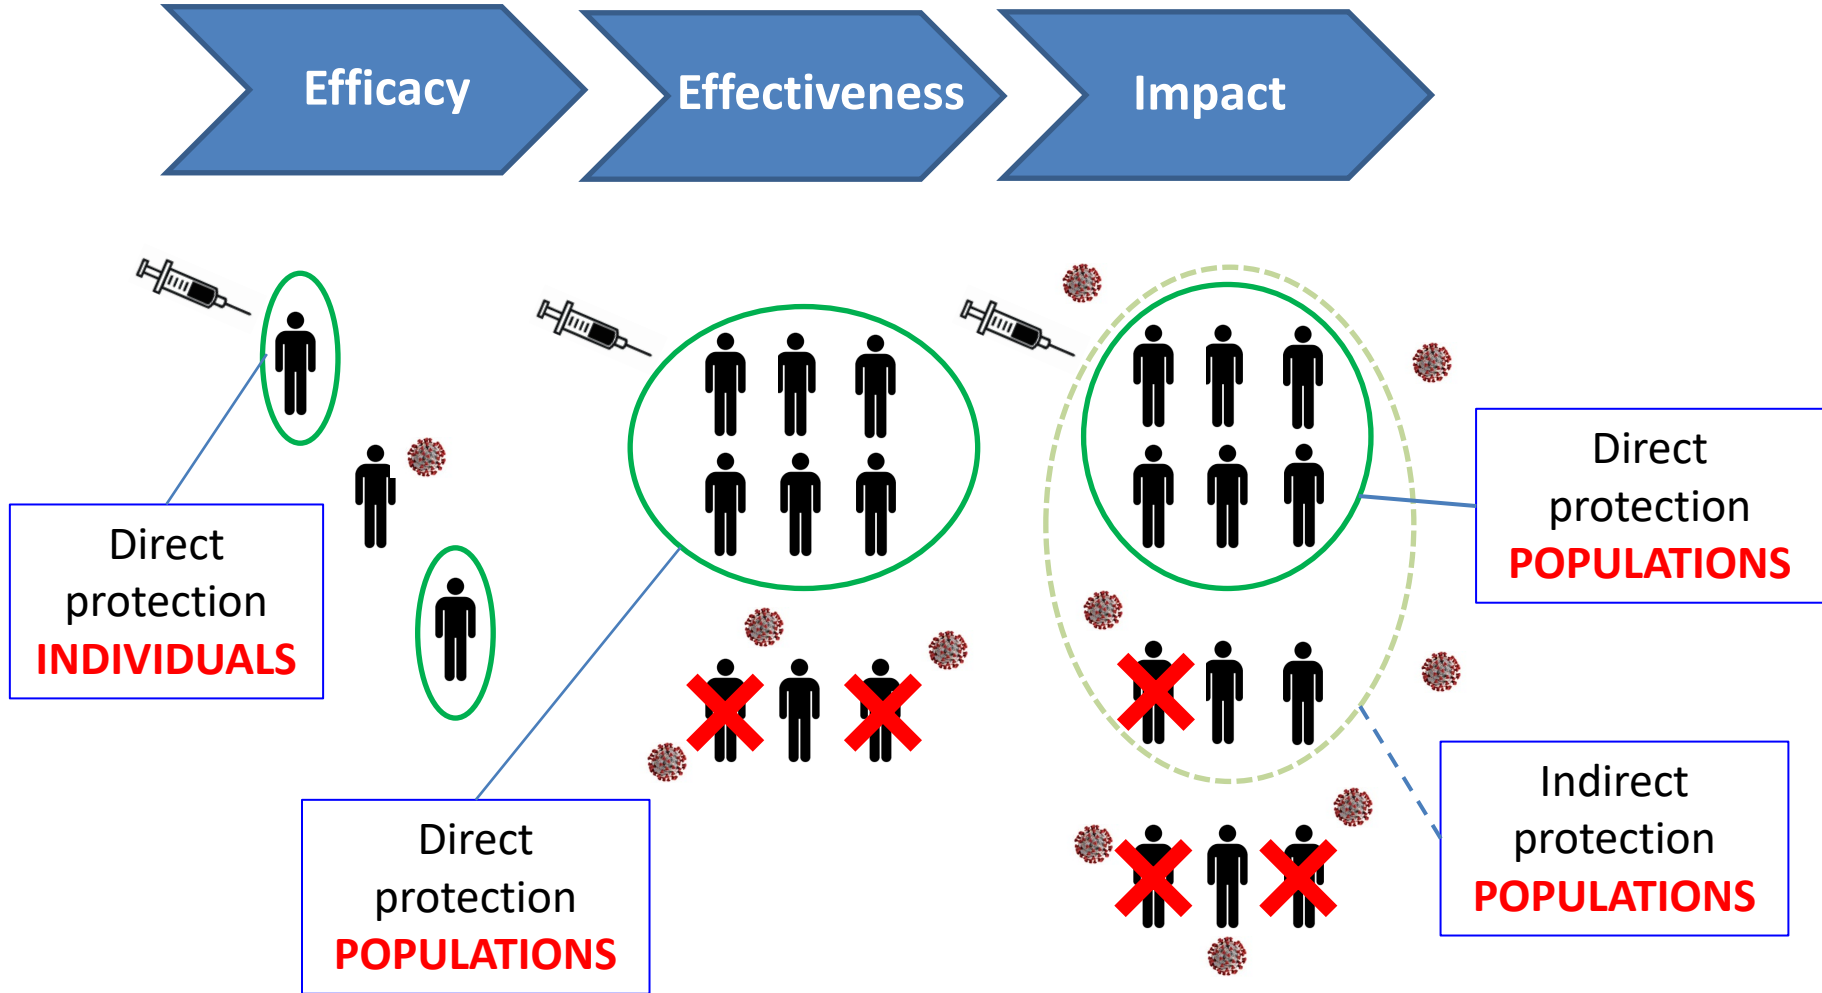 Efficacy
Effectiveness
Impact
Direct
protection
INDIVIDUALS
Direct
protection
POPULATIONS
Direct
protection
POPULATIONS
Indirect
protection
POPULATIONS